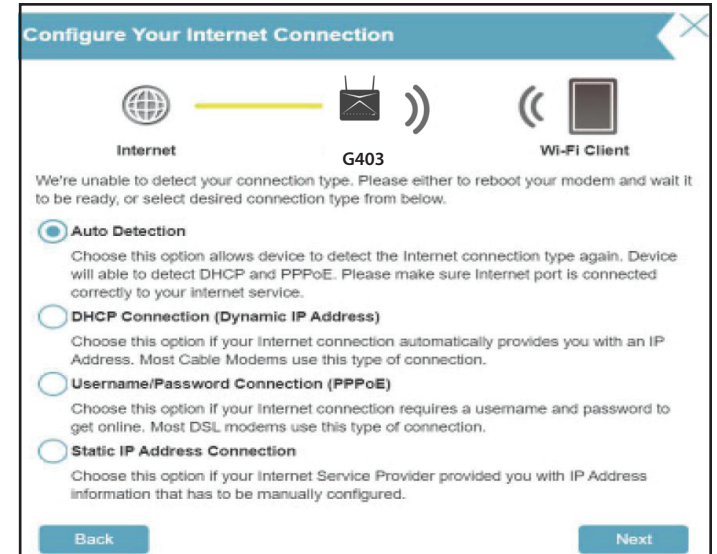 Configure Your Internet Connection
Internet
G403
Wi-Fi Client
We're unable to detect your connection type. Please either to reboot your modem and wait it
to be ready, or select desired connection type from below.
Auto Detection
Choose this option allows device to detect the Internet connection type again. Device
will able to detect DHCP and PPPoE. Please make sure Internet port is connected
correctly to your internet service.
DHCP Connection (Dynamic IP Address)
Choose this option if your Internet connection automatically provides you with an IP
Address. Most Cable Modems use this type of connection.
Username/Password Connection (PPPoE)
Choose this option if your Internet connection requires a username and password to
get online. Most DSL modems use this type of connection.
Static IP Address Connection
Choose this option if your Internet Service Provider provided you with IP Address
information that has to be manually configured.
Back
Next